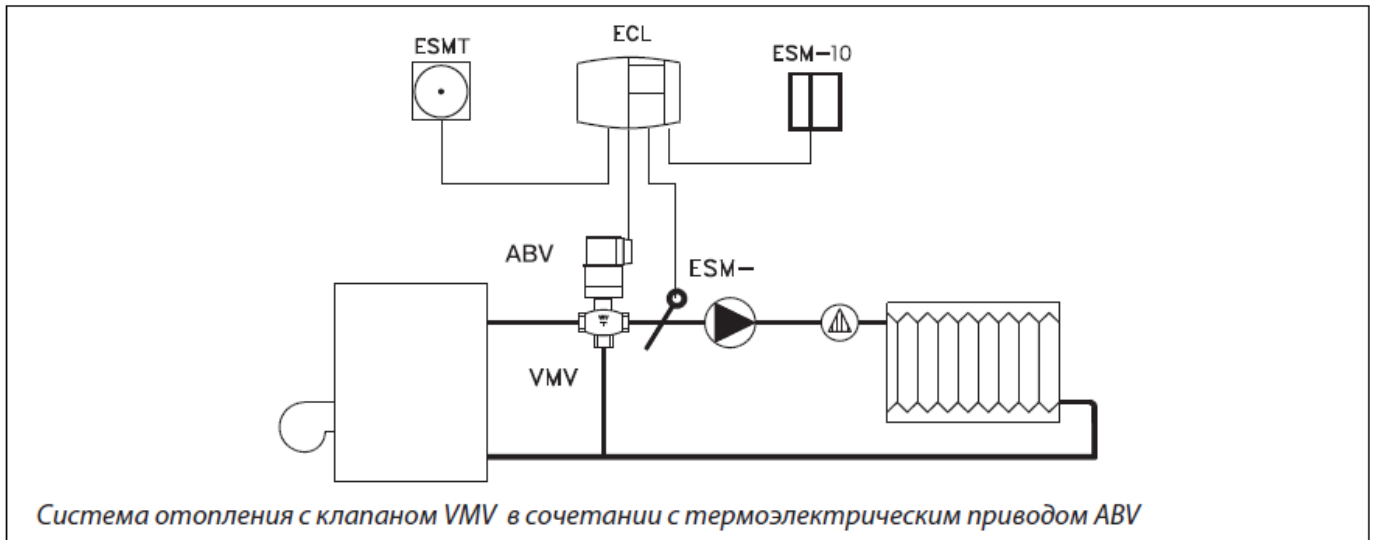 ESMT
ECL
ESM-10
ABV
ESM-
VMV
Система отопления с клапаном VMV в сочетании с термоэлектрическим приводом ABV